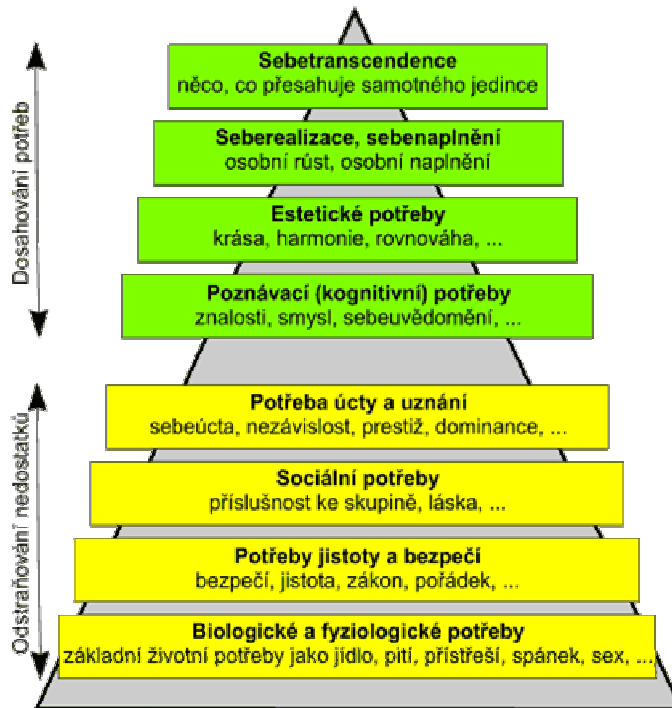 Sebetranscendence
něco, co přesahuje samotného jedince
Seberealizace, sebenaplnění
osobní růst, osobní naplnění
Estetické potřeby
krása, harmonie, rovnováha, ...
Poznávací (kognitivní) potřeby
znalosti, smysl, sebeuvědomění, ...
Dosahování potřeb
Potřeba úcty a uznání
sebeúcta, nezávislost, prestiž, dominance, ...
Sociální potřeby
příslušnost ke skupině, láska, ...
Potřeby jistoty a bezpečí
bezpečí, jistota, zákon, pořádek, ...
Biologické a fyziologické potřeby
základní životní potřeby jako jídlo, pití, přístřeší, spánek, sex, ...
Odstraňování nedostatků